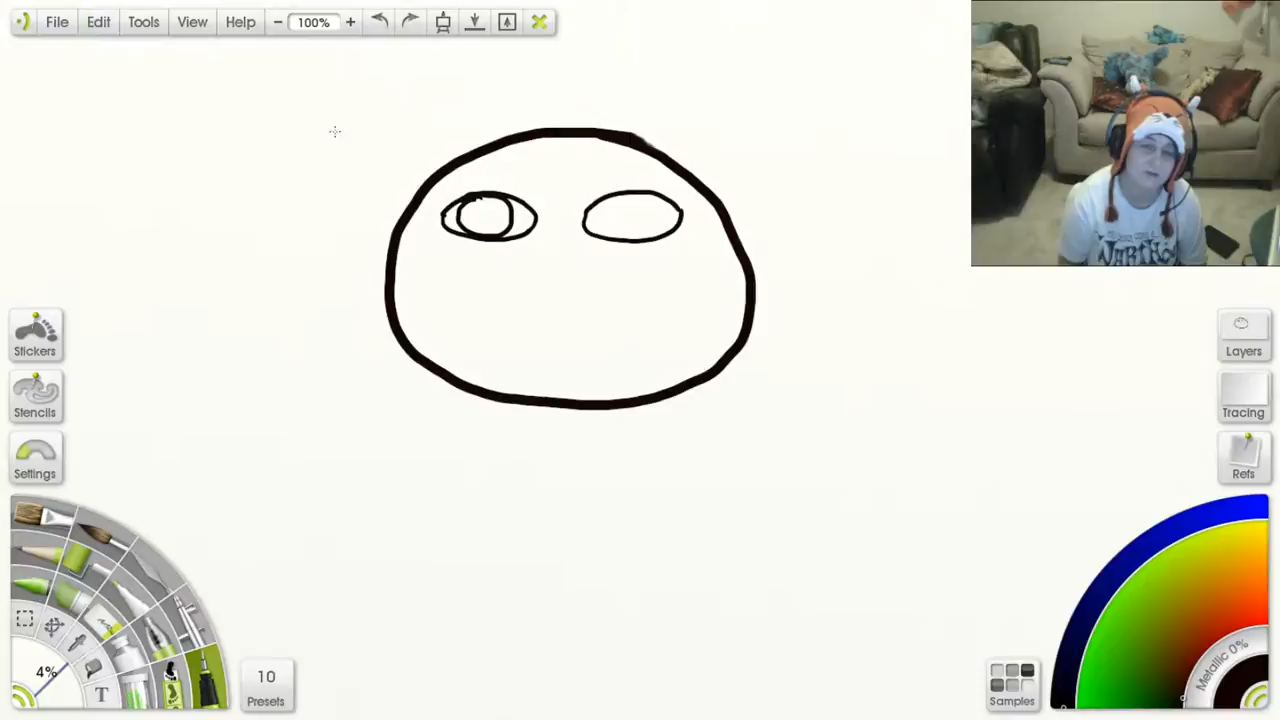 File Edit Tools View Help − 100% +
Stickers
Stencils
Settings
Layers
Tracing
Refs
4%
T
10
Presets
Samples
Metallic 0%